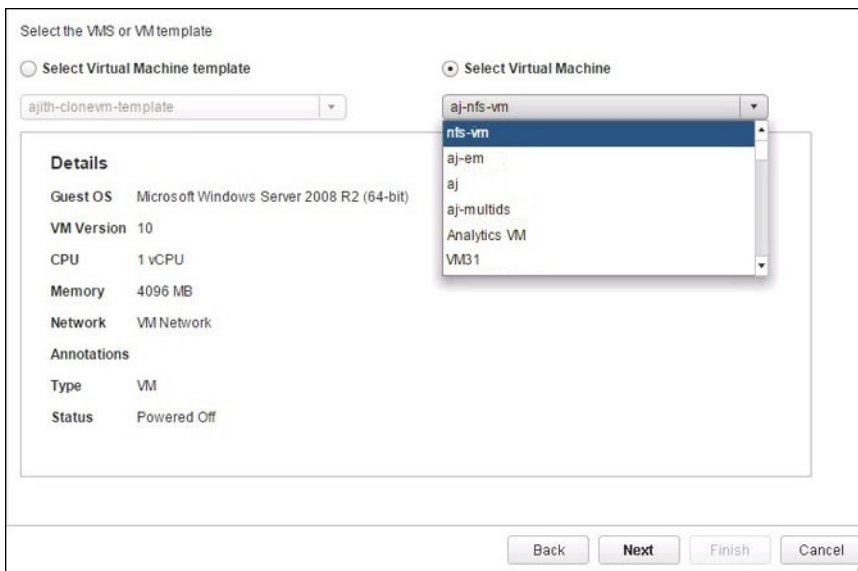 Select the VMS or VM template
Select Virtual Machine template
Select Virtual Machine
ajith-clonevm-template
aj-nfs-vm
nfs-vm
aj-em
aj
aj-multids
Analytics VM
VM31
Details
Guest OS Microsoft Windows Server 2008 R2 (64-bit)
VM Version 10
CPU 1 vCPU
Memory 4096 MB
Network VM Network
Annotations
Type VM
Status Powered Off
Back Next Finish Cancel